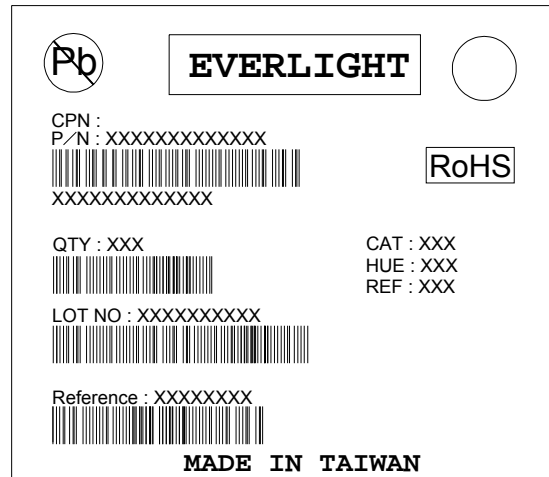 Pb
EVERLIGHT
CPN :
P/N : XXXXXXXXXXXXX
RoHS
XXXXXXXXXXXXX
QTY : XXX
CAT : XXX
HUE : XXX
REF : XXX
LOT NO : XXXXXXXXXX
Reference : XXXXXXXX
MADE IN TAIWAN